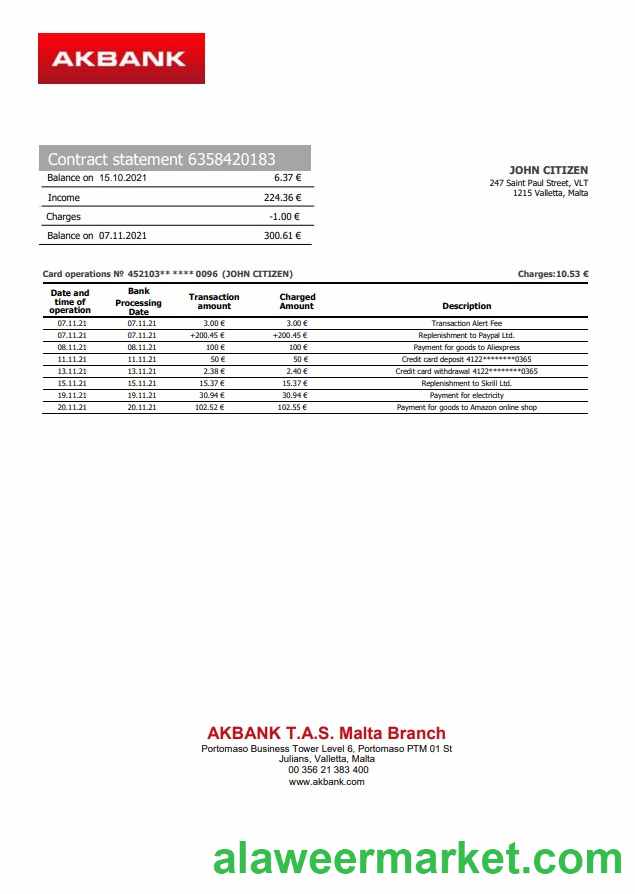 AKBANK
Contract statement 6358420183
Balance on 15.10.2021 6.37 €
Income 224.36 €
Charges -1.00 €
Balance on 07.11.2021 300.61 €
JOHN CITIZEN
247 Saint Paul Street, VLT
1215 Valletta, Malta
Card operations № 452103** **** 0096 (JOHN CITIZEN) Charges:10.53 €
Date and time of operation Bank Processing Date Transaction amount Charged Amount Description
07.11.21 07.11.21 3.00 € 3.00 € Transaction Alert Fee
07.11.21 07.11.21 +200.45 € +200.45 € Replenishment to Paypal Ltd.
08.11.21 08.11.21 100 € 100 € Payment for goods to Aliexpress
11.11.21 11.11.21 50 € 50 € Credit card deposit 4122********0365
13.11.21 13.11.21 2.38 € 2.40 € Credit card withdrawal 4122********0365
15.11.21 15.11.21 15.37 € 15.37 € Replenishment to Skrill Ltd.
19.11.21 19.11.21 30.94 € 30.94 € Payment for electricity
20.11.21 20.11.21 102.52 € 102.55 € Payment for goods to Amazon online shop
AKBANK T.A.S. Malta Branch
Portomaso Business Tower Level 6, Portomaso PTM 01 St
Julians, Valletta, Malta
00 356 21 383 400
www.akbank.com
alaweermarket.com